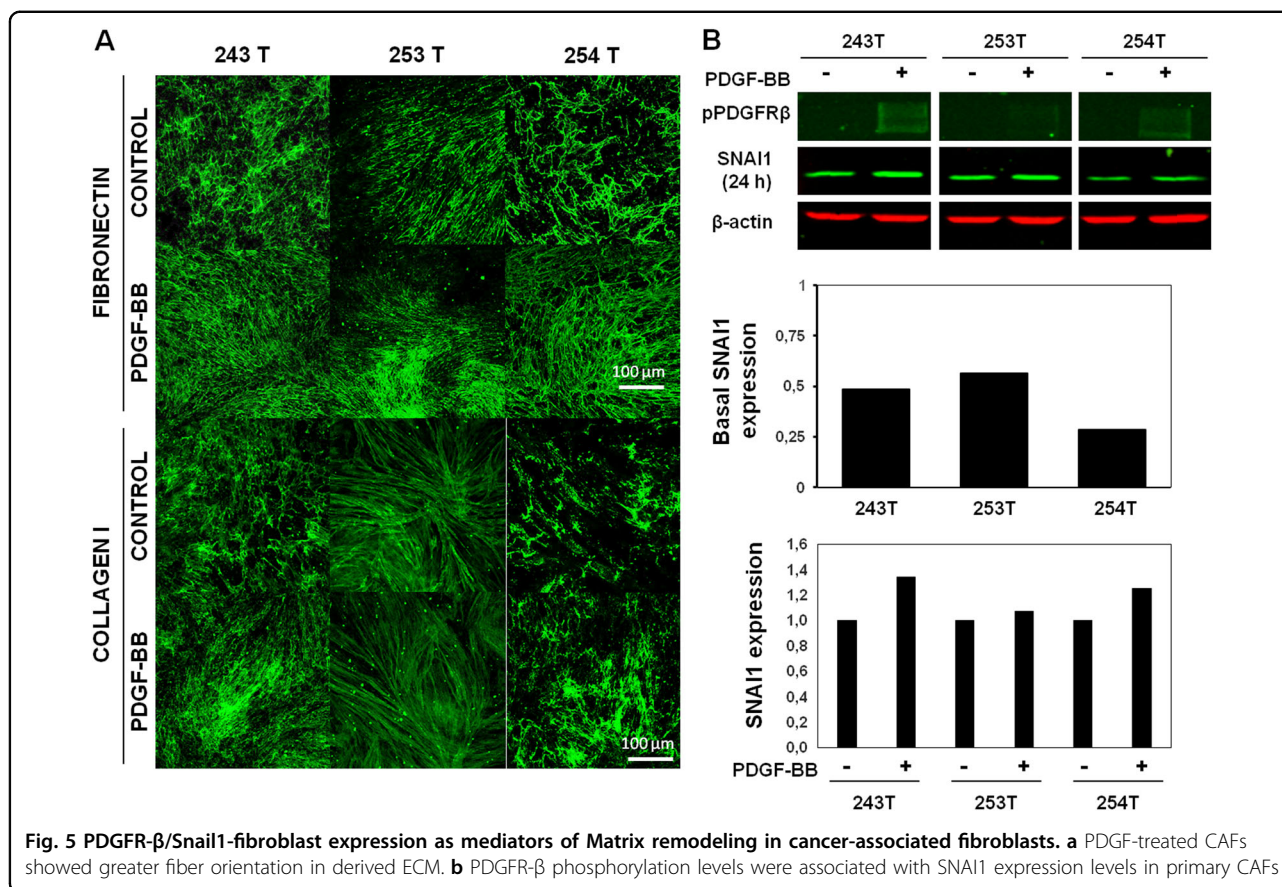 A
243 T 253 T 254 T
FIBRONECTIN
CONTROL
PDGF-BB
100 µm
COLLAGEN I
CONTROL
PDGF-BB
100 µm
B
243T 253T 254T
PDGF-BB - + - + - +
pPDGFRβ
SNAI1
(24 h)
β-actin
Basal SNAI1
expression
1
0,75
0,5
0,25
0
243T 253T 254T
SNAI1 expression
1,6
1,4
1,2
1,0
0,8
0,6
0,4
0,2
0,0
PDGF-BB - + - + - +
243T 253T 254T
Fig. 5 PDGFR-β/Snail1-fibroblast expression as mediators of Matrix remodeling in cancer-associated fibroblasts. a PDGF-treated CAFs
showed greater fiber orientation in derived ECM. b PDGFR-β phosphorylation levels were associated with SNAI1 expression levels in primary CAFs